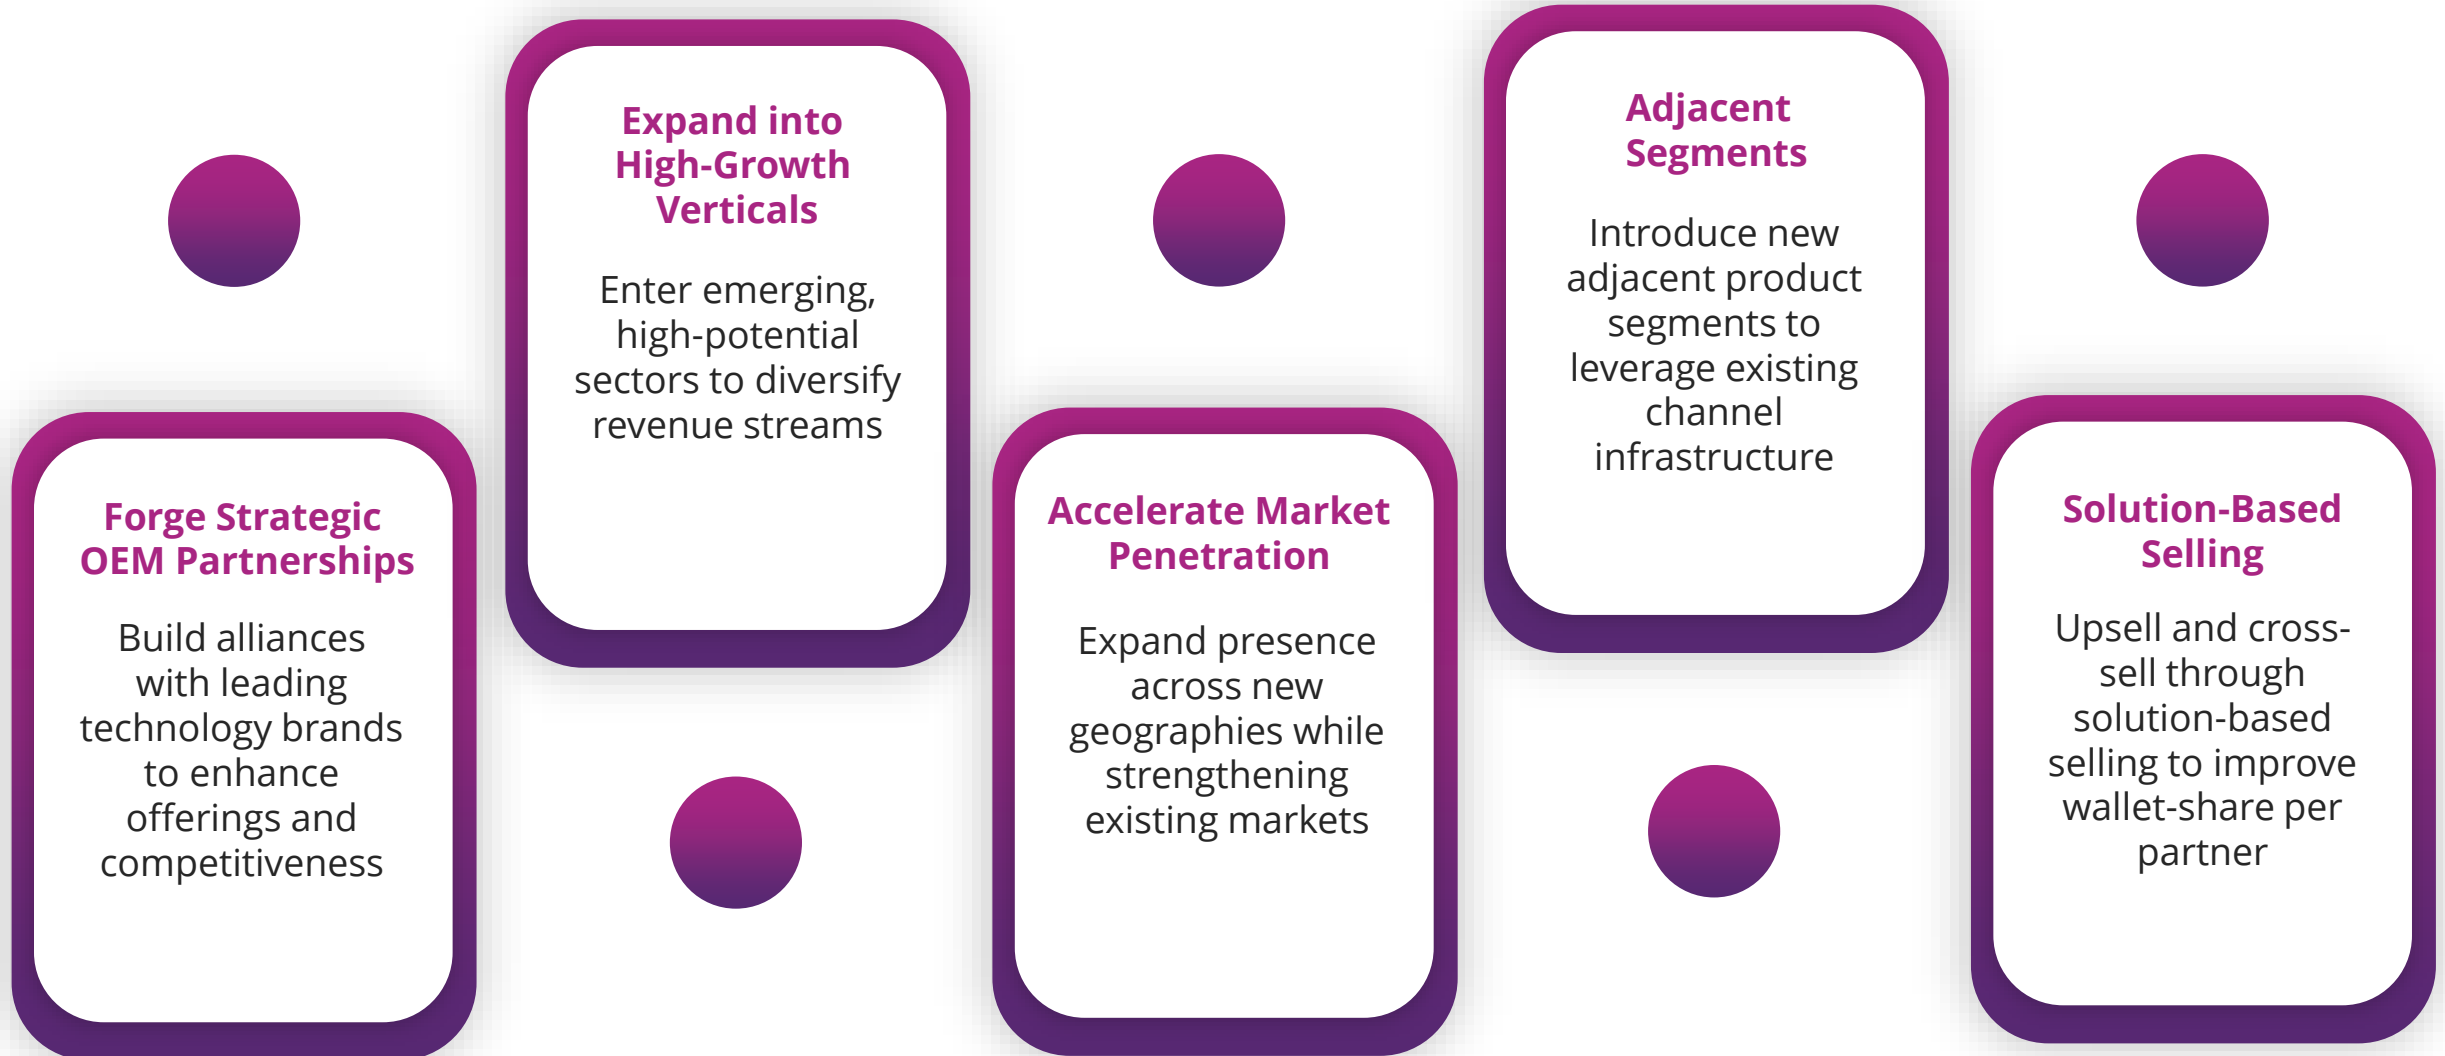 Forge Strategic
OEM Partnerships
Build alliances
with leading
technology brands
to enhance
offerings and
competitiveness
Expand into
High-Growth
Verticals
Enter emerging,
high-potential
sectors to diversify
revenue streams
Accelerate Market
Penetration
Expand presence
across new
geographies while
strengthening
existing markets
Adjacent
Segments
Introduce new
adjacent product
segments to
leverage existing
channel
infrastructure
Solution-Based
Selling
Upsell and cross-
sell through
solution-based
selling to improve
wallet-share per
partner